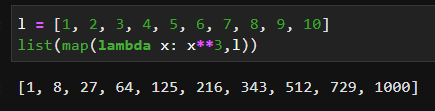 l = [1, 2, 3, 4, 5, 6, 7, 8, 9, 10]
list(map(lambda x: x**3,l))
[1, 8, 27, 64, 125, 216, 343, 512, 729, 1000]